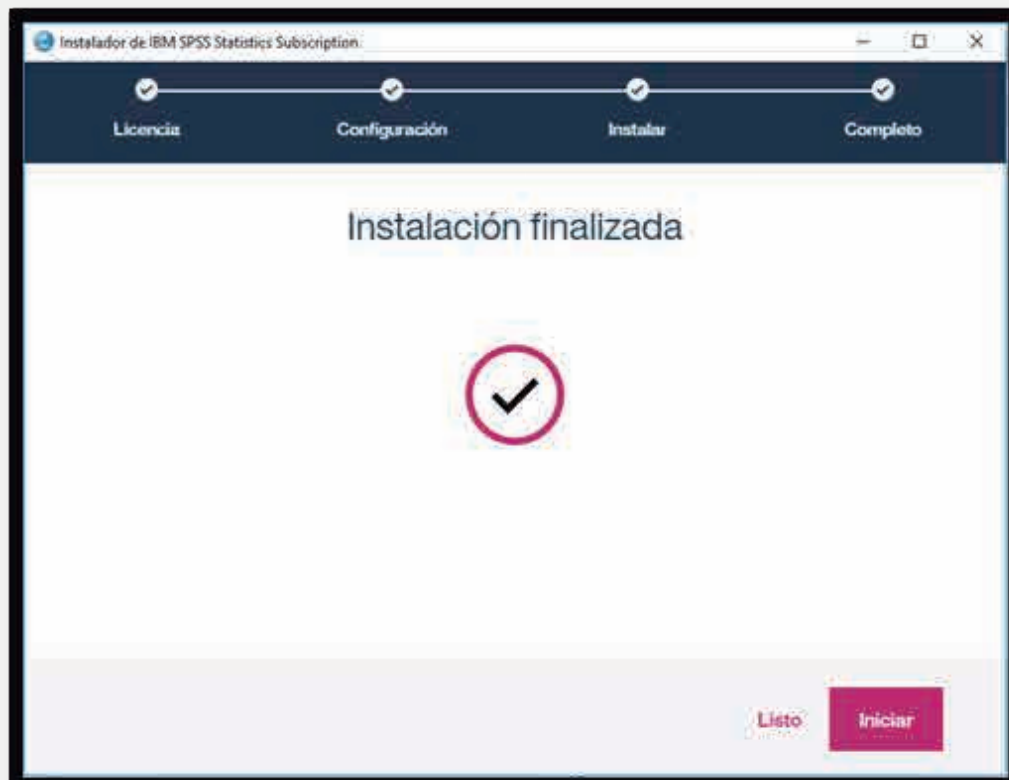 Instalador de IBM SPSS Statistics Subscription
Licencia Configuración Instalar Completo
Instalación finalizada
Listo Iniciar